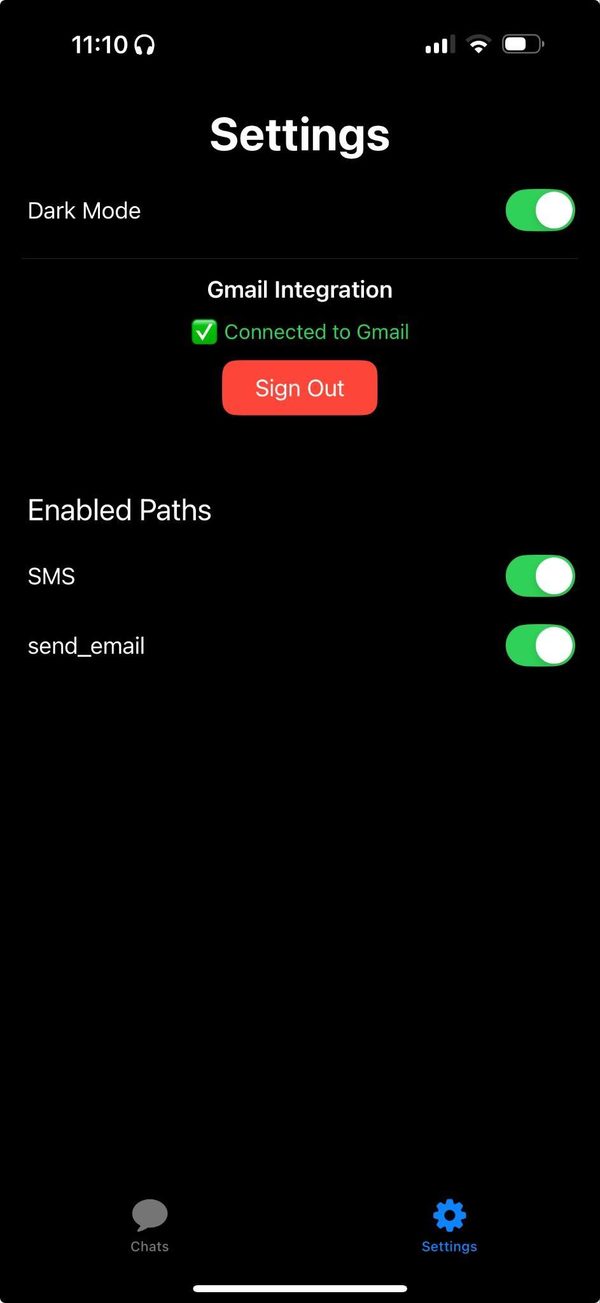 11:10
Settings
Dark Mode
Gmail Integration
✅ Connected to Gmail
Sign Out
Enabled Paths
SMS
send_email
Chats
Settings